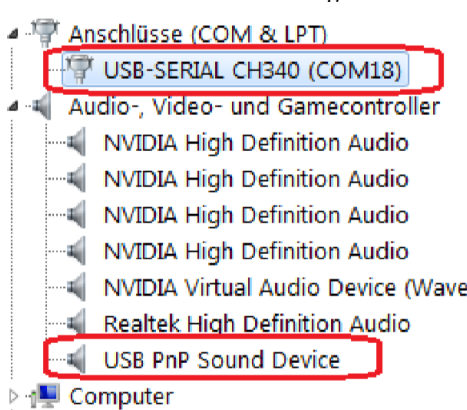 Anschlüsse (COM & LPT)
USB-SERIAL CH340 (COM18)
Audio-, Video- und Gamecontroller
NVIDIA High Definition Audio
NVIDIA High Definition Audio
NVIDIA High Definition Audio
NVIDIA High Definition Audio
NVIDIA Virtual Audio Device (Wave
Realtek High Definition Audio
USB PnP Sound Device
Computer